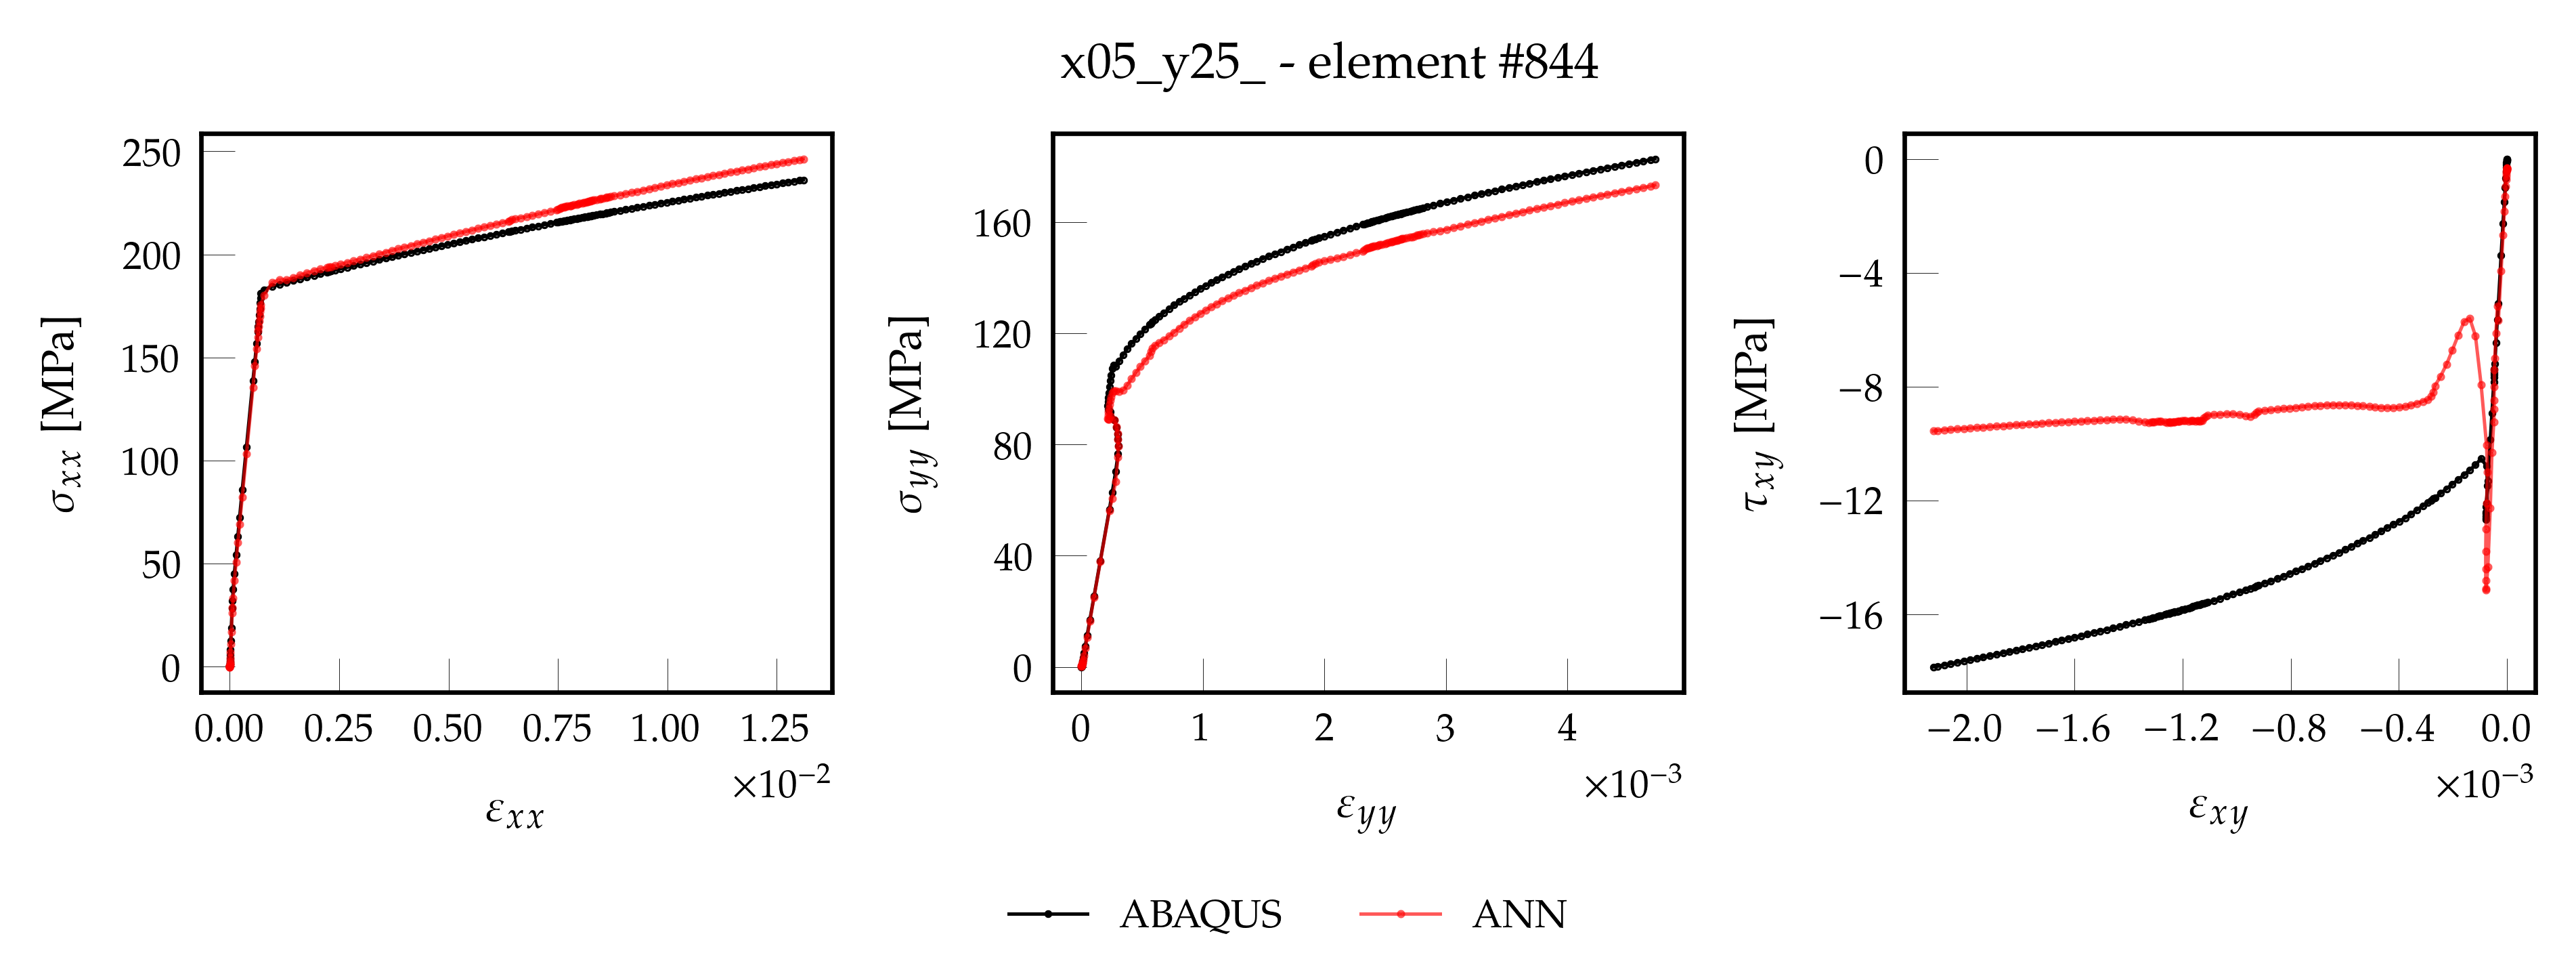 x05_y25_ - element #844
σxx [MPa]
250
200
150
100
50
0
0.00 0.25 0.50 0.75 1.00 1.25
×10−2
εxx
σyy [MPa]
160
120
80
40
0
0 1 2 3 4
×10−3
εyy
τxy [MPa]
0
−4
−8
−12
−16
−2.0 −1.6 −1.2 −0.8 −0.4 0.0
×10−3
εxy
ABAQUS ANN